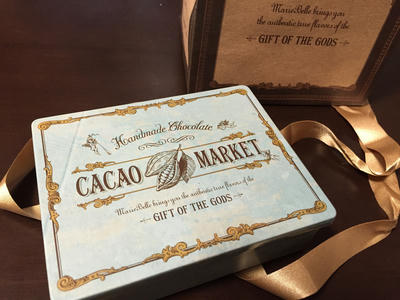 MarieBelle brings you
the authentic true flavors of the
GIFT OF THE GODS
Handmade Chocolate
CACAO MARKET
MarieBelle brings you the authentic true flavors of the
GIFT OF THE GODS